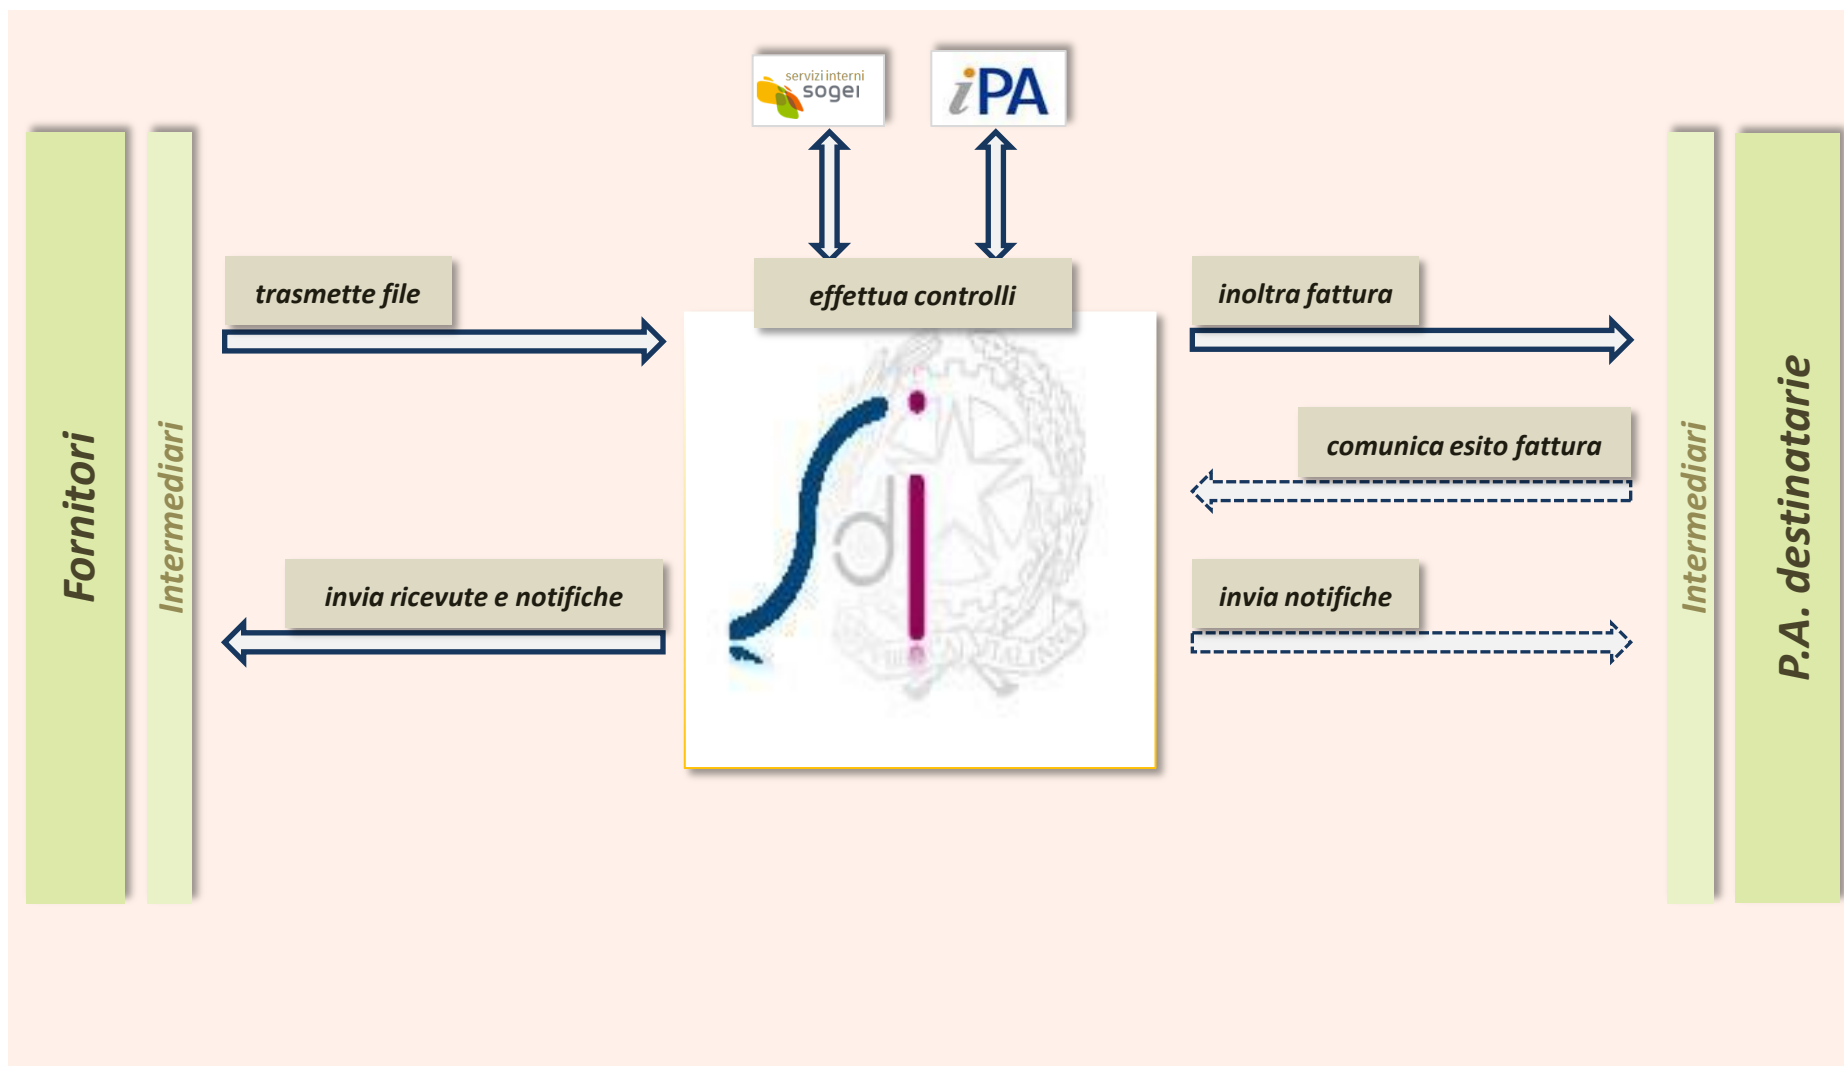 servizi interni
sogei
iPA
trasmette file
effettua controlli
inoltra fattura
Fornitori
Intermediari
comunica esito fattura
Intermediari
P.A. destinatarie
invia ricevute e notifiche
sdi
invia notifiche